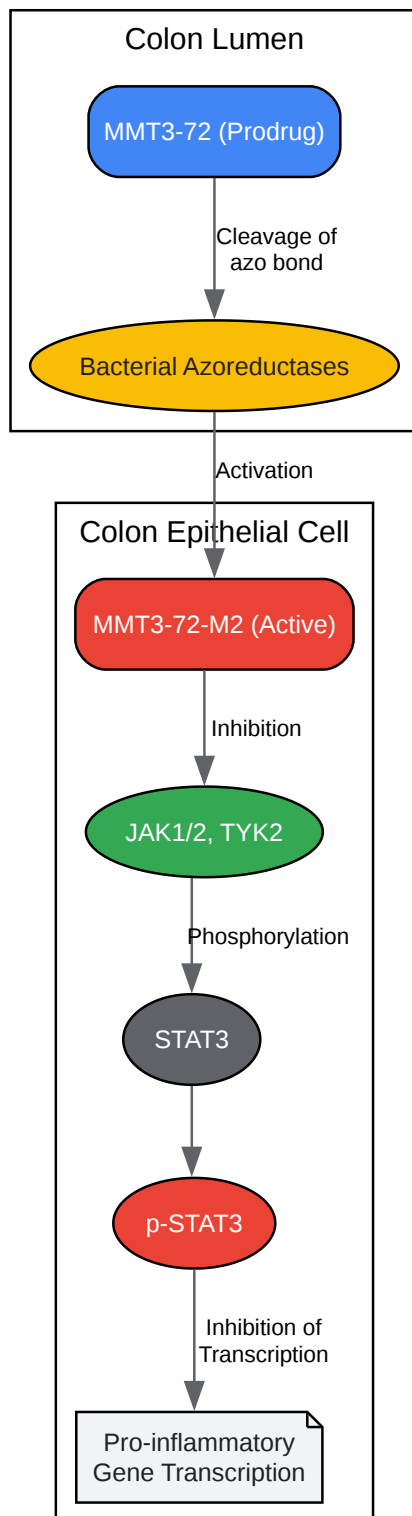 Colon Lumen
MMT3-72 (Prodrug)
Cleavage of
azo bond
Bacterial Azoreductases
Activation
Colon Epithelial Cell
MMT3-72-M2 (Active)
Inhibition
JAK1/2, TYK2
Phosphorylation
STAT3
p-STAT3
Inhibition of
Transcription
Pro-inflammatory
Gene Transcription